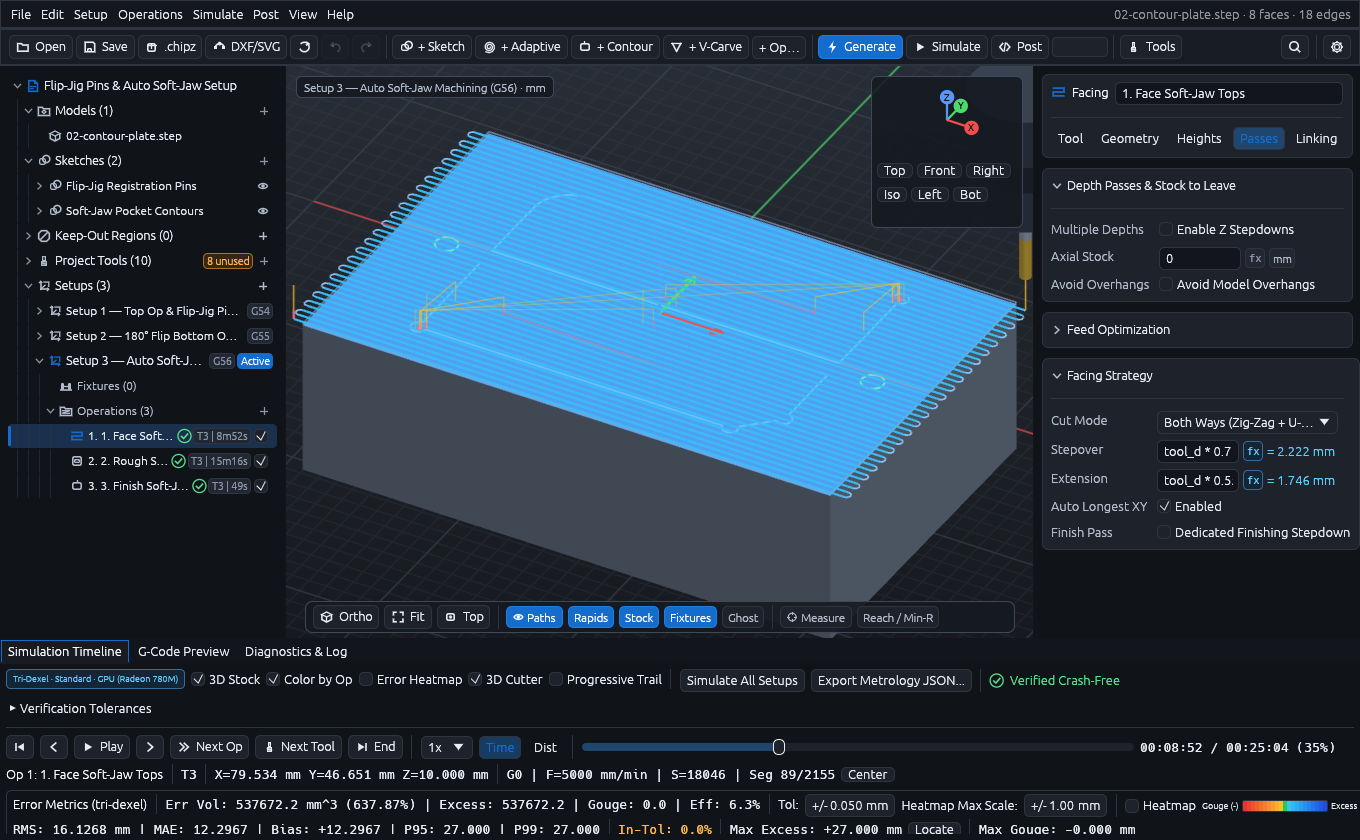 File Edit Setup Operations Simulate Post View Help
02-contour-plate.step · 8 faces · 18 edges
Open Save .chipz DXF/SVG + Sketch + Adaptive + Contour + V-Carve + Op... Generate Simulate Post Tools
Flip-Jig Pins & Auto Soft-Jaw Setup
Models (1) +
02-contour-plate.step
Sketches (2) +
Flip-Jig Registration Pins
Soft-Jaw Pocket Contours
Keep-Out Regions (0) +
Project Tools (10) 8 unused +
Setups (3) +
Setup 1 — Top Op & Flip-Jig Pi... G54
Setup 2 — 180° Flip Bottom O... G55
Setup 3 — Auto Soft-J... G56 Active
Fixtures (0)
Operations (3) +
1. 1. Face Soft... T3 | 8m52s
2. 2. Rough S... T3 | 15m16s
3. 3. Finish Soft-J... T3 | 49s
Setup 3 — Auto Soft-Jaw Machining (G56) · mm
Z
Y
X
Top Front Right
Iso Left Bot
Ortho Fit Top Paths Rapids Stock Fixtures Ghost Measure Reach / Min-R
Facing 1. Face Soft-Jaw Tops
Tool Geometry Heights Passes Linking
Depth Passes & Stock to Leave
Multiple Depths Enable Z Stepdowns
Axial Stock 0 fx mm
Avoid Overhangs Avoid Model Overhangs
Feed Optimization
Facing Strategy
Cut Mode Both Ways (Zig-Zag + U-...
Stepover tool_d * 0.7 fx = 2.222 mm
Extension tool_d * 0.5. fx = 1.746 mm
Auto Longest XY Enabled
Finish Pass Dedicated Finishing Stepdown
Simulation Timeline G-Code Preview Diagnostics & Log
Tri-Dexel · Standard · GPU (Radeon 780M) 3D Stock Color by Op Error Heatmap 3D Cutter Progressive Trail Simulate All Setups Export Metrology JSON... Verified Crash-Free
Verification Tolerances
Play Next Op Next Tool End 1x Time Dist 00:08:52 / 00:25:04 (35%)
Op 1: 1. Face Soft-Jaw Tops T3 X=79.534 mm Y=46.651 mm Z=10.000 mm G0 | F=5000 mm/min | S=18046 | Seg 89/2155 Center
Error Metrics (tri-dexel) Err Vol: 537672.2 mm^3 (637.87%) | Excess: 537672.2 | Gouge: 0.0 | Eff: 6.3% Tol: +/-0.050 mm Heatmap Max Scale: +/-1.00 mm Heatmap Gouge (-) Excess
RMS: 16.1268 mm | MAE: 12.2967 | Bias: +12.2967 | P95: 27.000 | P99: 27.000 In-Tol: 0.0% Max Excess: +27.000 mm Locate Max Gouge: -0.000 mm